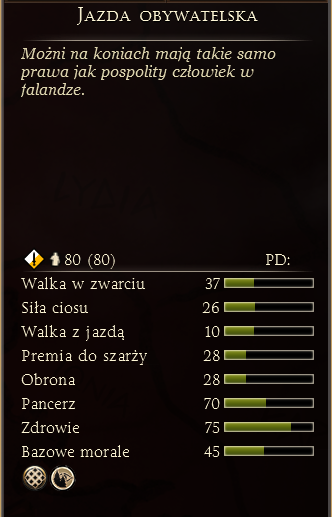 Jazda obywatelska
Możni na koniach mają takie samo
prawa jak pospolity człowiek w
falandze.
80 (80) PD:
Walka w zwarciu 37
Siła ciosu 26
Walka z jazdą 10
Premia do szarży 28
Obrona 28
Pancerz 70
Zdrowie 75
Bazowe morale 45